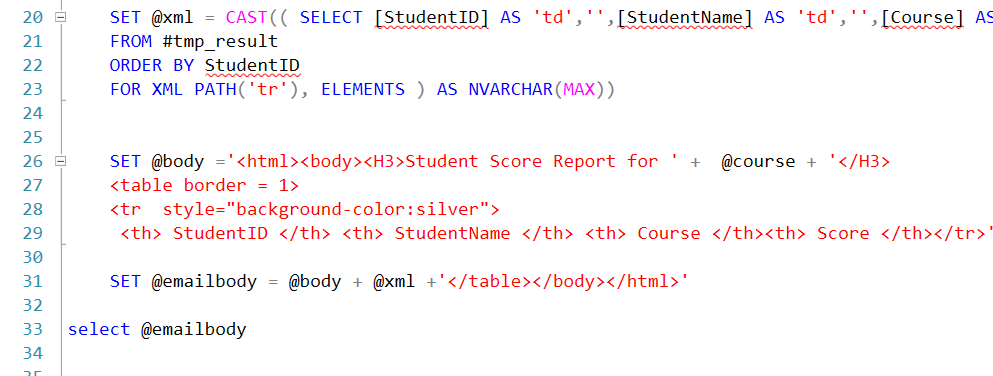 20 SET @xml = CAST(( SELECT [StudentID] AS 'td','',[StudentName] AS 'td','',[Course] AS
21 FROM #tmp_result
22 ORDER BY StudentID
23 FOR XML PATH('tr'), ELEMENTS ) AS NVARCHAR(MAX))
24
25
26 SET @body ='<html><body><H3>Student Score Report for ' +  @course + '</H3>
27 <table border = 1>
28 <tr  style="background-color:silver">
29 <th> StudentID </th> <th> StudentName </th> <th> Course </th><th> Score </th></tr>'
30
31 SET @emailbody = @body + @xml +'</table></body></html>'
32
33 select @emailbody
34